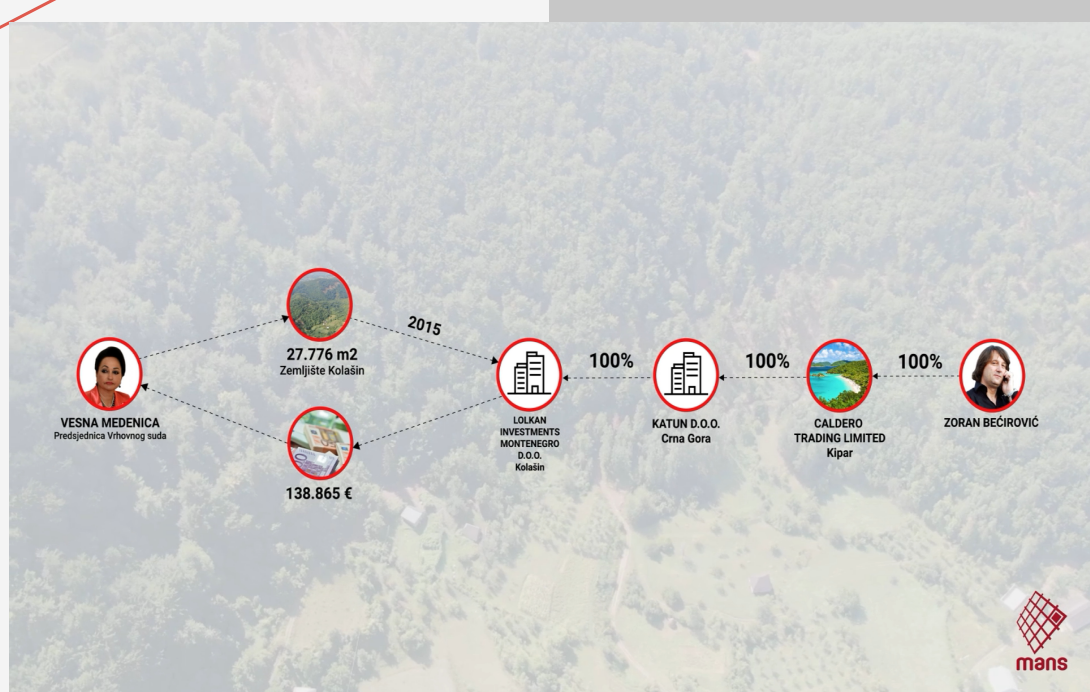 2015
27.776 m2
Zemljište Kolašin
100%
100%
100%
VESNA MEDENICA
Predsjednica Vrhovnog suda
LOLKAN
INVESTMENTS
MONTENEGRO
D.O.O.
Kolašin
KATUN D.O.O.
Crna Gora
CALDERO
TRADING LIMITED
Kipar
ZORAN BEĆIROVIĆ
138.865 €
mans